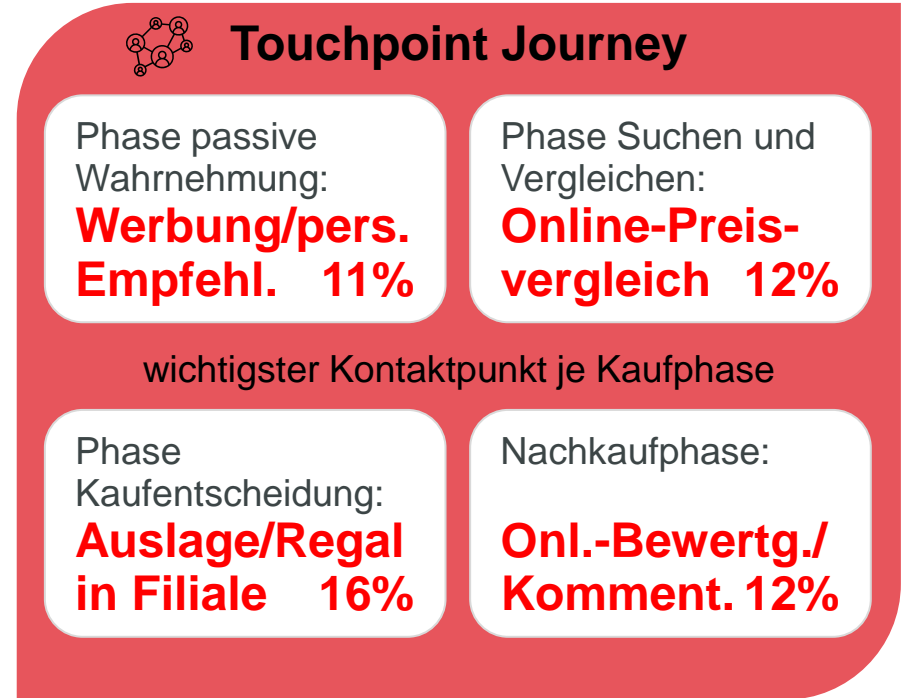 Touchpoint Journey
Phase passive
Wahrnehmung:
Werbung/pers.
Empfehl. 11%
Phase Suchen und
Vergleichen:
Online-Preis-
vergleich 12%
wichtigster Kontaktpunkt je Kaufphase
Phase
Kaufentscheidung:
Auslage/Regal
in Filiale 16%
Nachkaufphase:
Onl.-Bewertg./
Komment. 12%